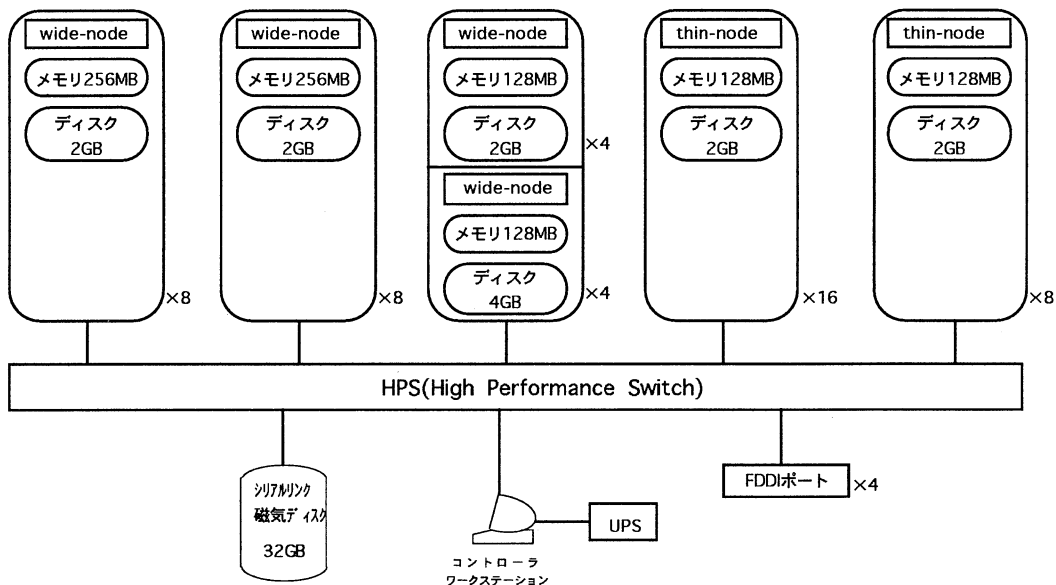 wide-node
メモリ256MB
ディスク
2GB
×8
wide-node
メモリ256MB
ディスク
2GB
×8
wide-node
メモリ128MB
ディスク
2GB
×4
wide-node
メモリ128MB
ディスク
4GB
×4
thin-node
メモリ128MB
ディスク
2GB
×16
thin-node
メモリ128MB
ディスク
2GB
×8
HPS(High Performance Switch)
シリアルリンク
磁気ディスク
32GB
コントローラ
ワークステーション
UPS
FDDIポート
×4